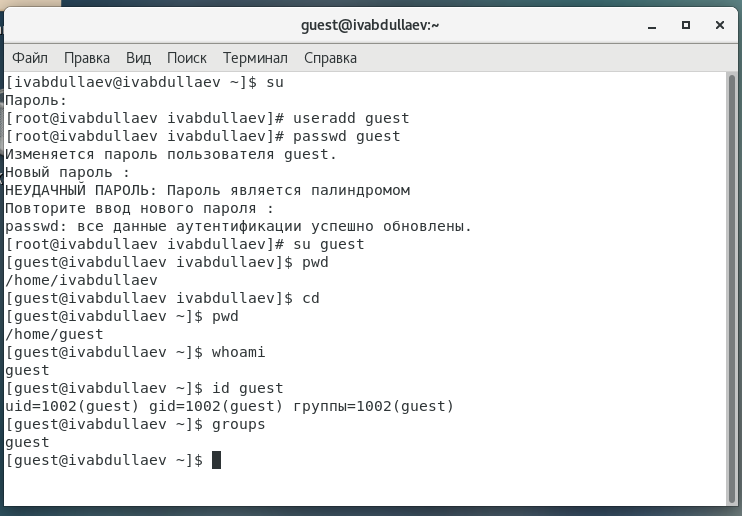 guest@ivabdullaev:~
Файл Правка Вид Поиск Терминал Справка
[ivabdullaev@ivabdullaev ~]$ su
Пароль:
[root@ivabdullaev ivabdullaev]# useradd guest
[root@ivabdullaev ivabdullaev]# passwd guest
Изменяется пароль пользователя guest.
Новый пароль :
НЕУДАЧНЫЙ ПАРОЛЬ: Пароль является палиндромом
Повторите ввод нового пароля :
passwd: все данные аутентификации успешно обновлены.
[root@ivabdullaev ivabdullaev]# su guest
[guest@ivabdullaev ivabdullaev]$ pwd
/home/ivabdullaev
[guest@ivabdullaev ivabdullaev]$ cd
[guest@ivabdullaev ~]$ pwd
/home/guest
[guest@ivabdullaev ~]$ whoami
guest
[guest@ivabdullaev ~]$ id guest
uid=1002(guest) gid=1002(guest) группы=1002(guest)
[guest@ivabdullaev ~]$ groups
guest
[guest@ivabdullaev ~]$